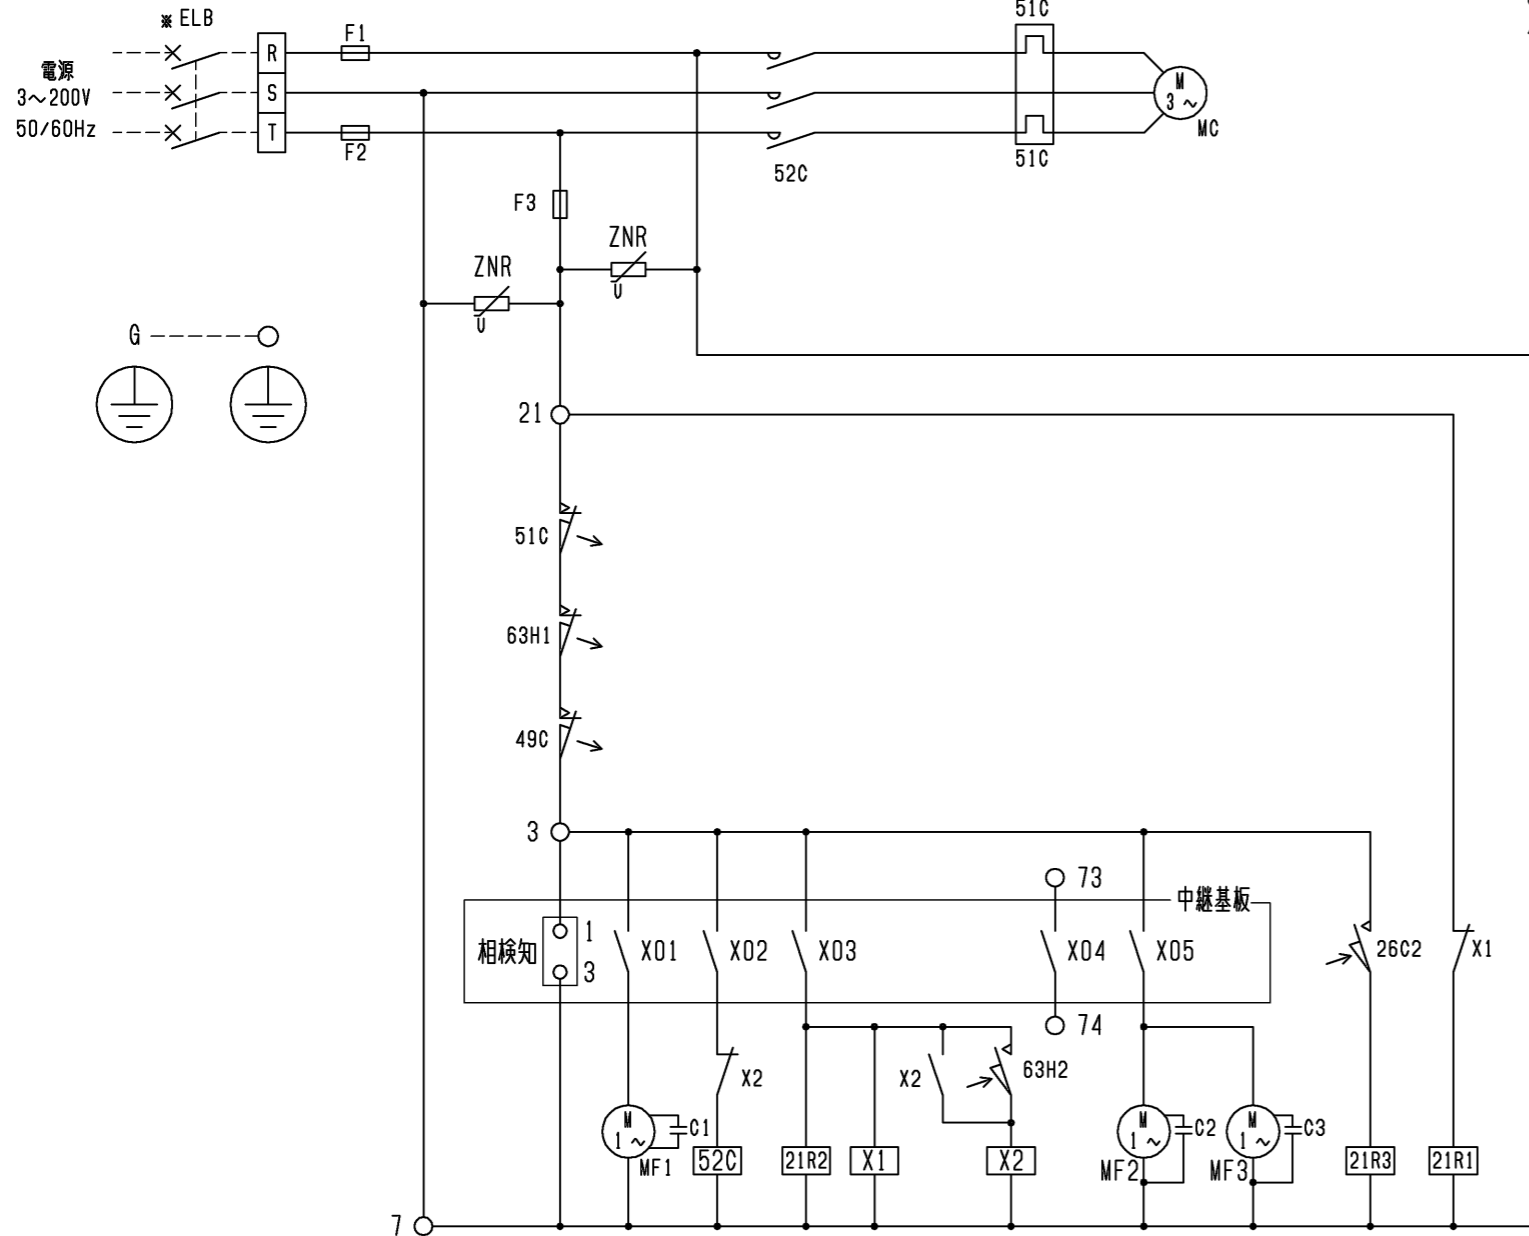 ※ ELB
電源
3～200V
50/60Hz
R
S
T
F1
F2
51C
51C
52C
M
3 ~
MC
F3
ZNR
U
ZNR
U
G
21
51C
63H1
49C
3
中継基板
相検知
1
3
X01
X02
X03
73
X04
74
X05
26C2
X1
X2
X2
63H2
M
1 ~
MF1
C1
52C
21R2
X1
X2
M
1 ~
MF2
C2
M
1 ~
MF3
C3
21R3
21R1
7